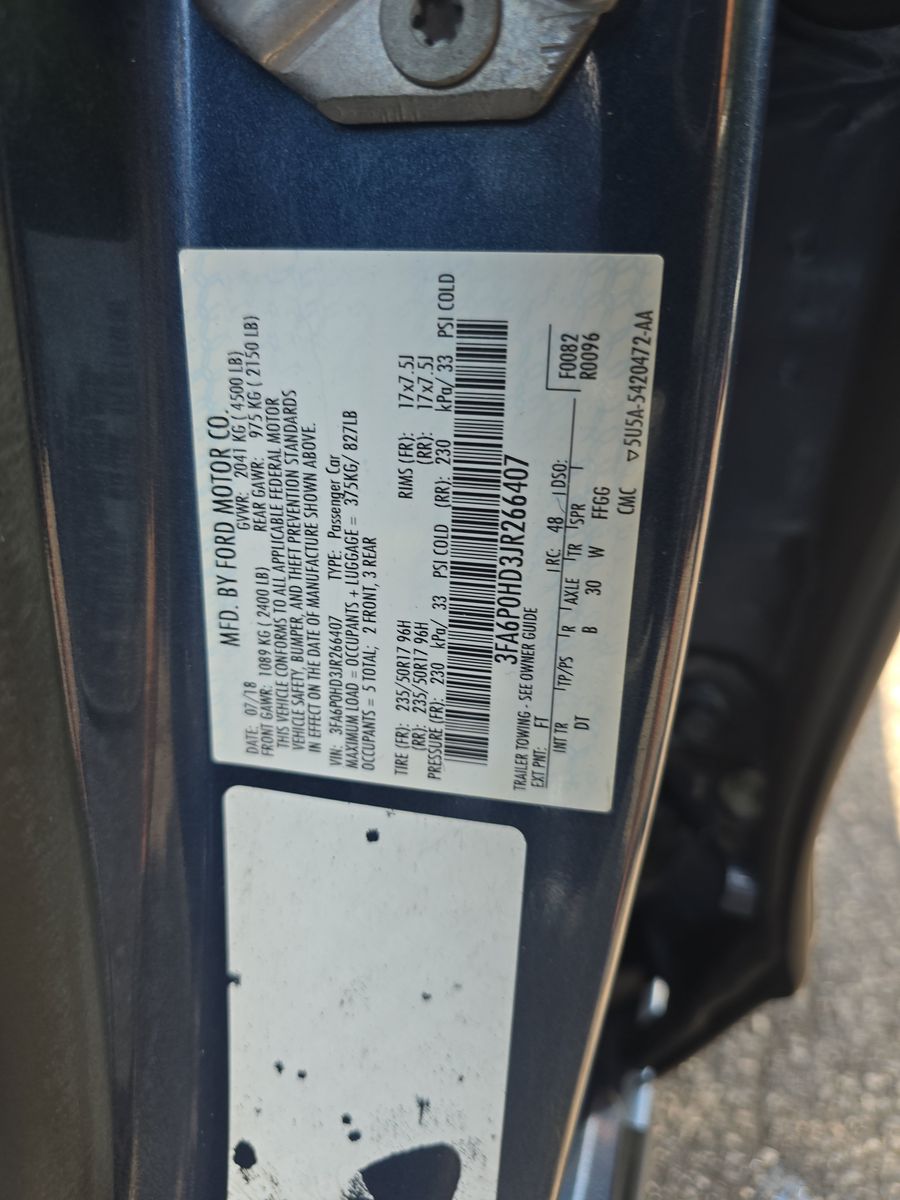 MFD. BY FORD MOTOR CO.
DATE: 07/18 GVWR: 2041 KG ( 4500 LB)
FRONT GAWR: 1089 KG ( 2400 LB) REAR GAWR: 975 KG ( 2150 LB)
THIS VEHICLE CONFORMS TO ALL APPLICABLE FEDERAL MOTOR
VEHICLE SAFETY, BUMPER, AND THEFT PREVENTION STANDARDS
IN EFFECT ON THE DATE OF MANUFACTURE SHOWN ABOVE.
VIN: 3FA6P0HD3JR266407 TYPE: Passenger Car
MAXIMUM LOAD = OCCUPANTS + LUGGAGE = 375KG/ 827LB
OCCUPANTS = 5 TOTAL; 2 FRONT, 3 REAR
TIRE (FR): 235/50R17 96H RIMS (FR): 17x7.5J
(RR): 235/50R17 96H (RR): 17x7.5J
PRESSURE (FR): 230 kPa/ 33 PSI COLD (RR): 230 kPa/ 33 PSI COLD
3FA6P0HD3JR266407
TRAILER TOWING - SEE OWNER GUIDE
EXT PNT: FT RC: 48 DSO: F0082
INT TR TP/PS R AXLE TR SPR R0096
DT B 30 W FFGG
CMC ▽5U5A-5420472-AA